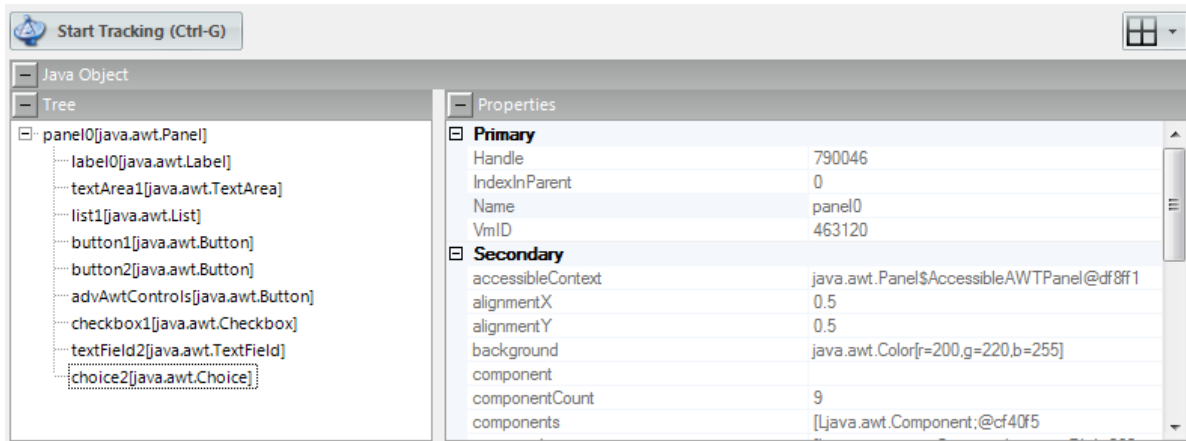 Start Tracking (Ctrl-G)
Java Object
Tree
panel0[java.awt.Panel]
label0[java.awt.Label]
textArea1[java.awt.TextArea]
list1[java.awt.List]
button1[java.awt.Button]
button2[java.awt.Button]
advAwtControls[java.awt.Button]
checkbox1[java.awt.Checkbox]
textField2[java.awt.TextField]
choice2[java.awt.Choice]
Properties
Primary
Handle 790046
IndexInParent 0
Name panel0
VmID 463120
Secondary
accessibleContext java.awt.Panel$AccessibleAWTPanel@df8ff1
alignmentX 0.5
alignmentY 0.5
background java.awt.Color[r=200,g=220,b=255]
component
componentCount 9
components [Ljava.awt.Component;@cf40f5